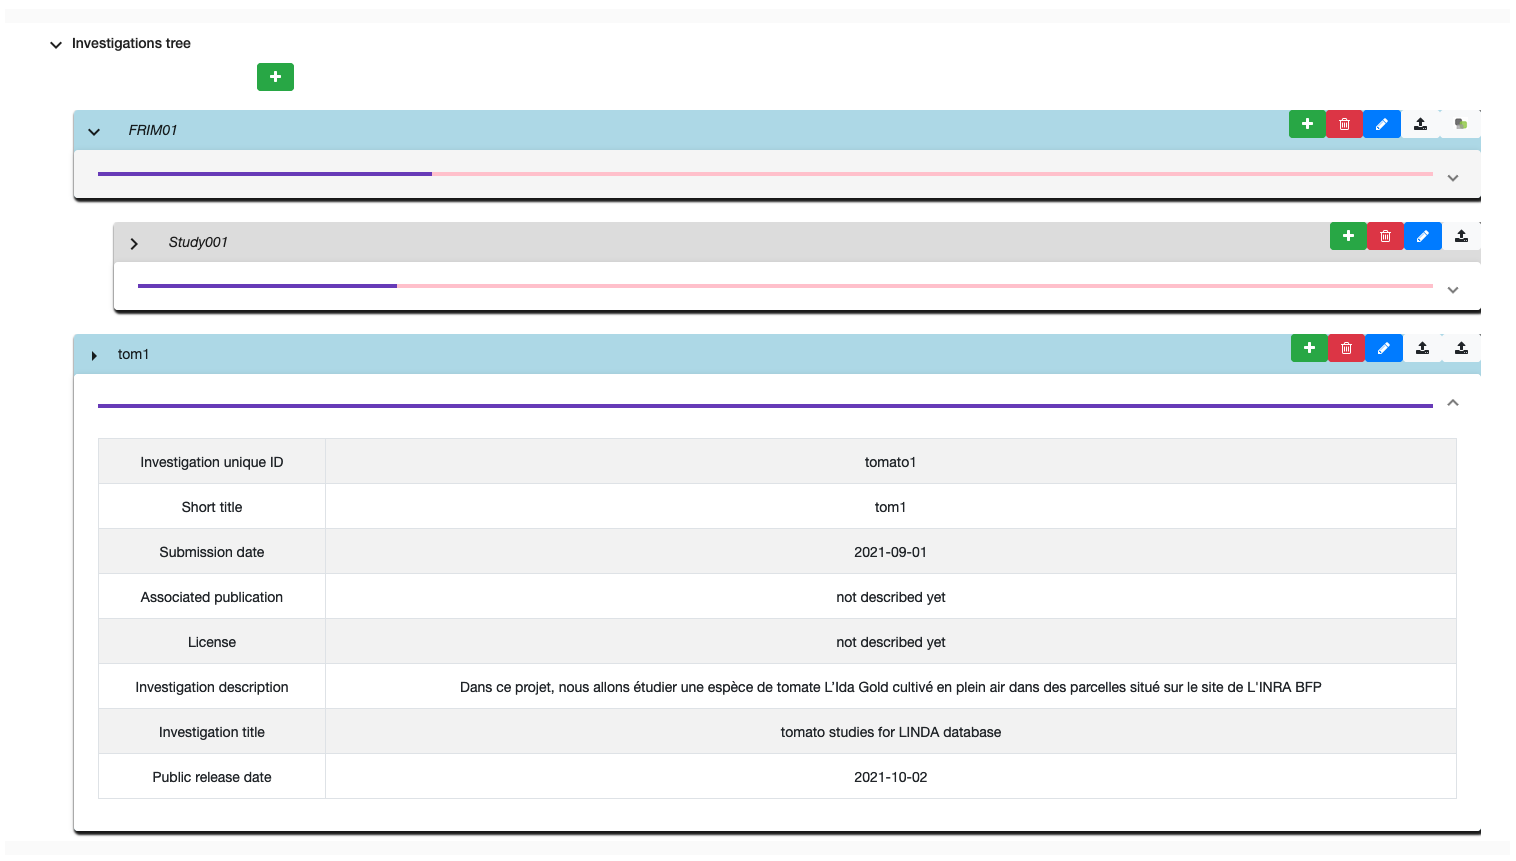 Investigations tree
FRIM01
Study001
tom1
Investigation unique ID tomato1
Short title tom1
Submission date 2021-09-01
Associated publication not described yet
License not described yet
Investigation description Dans ce projet, nous allons étudier une espèce de tomate L’Ida Gold cultivé en plein air dans des parcelles situé sur le site de L'INRA BFP
Investigation title tomato studies for LINDA database
Public release date 2021-10-02